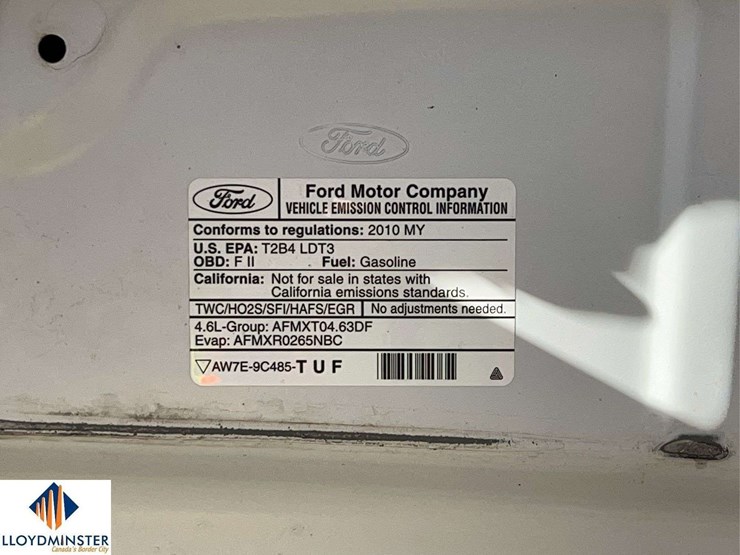 Ford
Ford
Ford Motor Company
VEHICLE EMISSION CONTROL INFORMATION
Conforms to regulations: 2010 MY
U.S. EPA: T2B4 LDT3
OBD: F II Fuel: Gasoline
California: Not for sale in states with
California emissions standards.
TWC/HO2S/SFI/HAFS/EGR No adjustments needed.
4.6L-Group: AFMXT04.63DF
Evap: AFMXR0265NBC
AW7E-9C485-T U F
LLOYDMINSTER
Canada's Border City